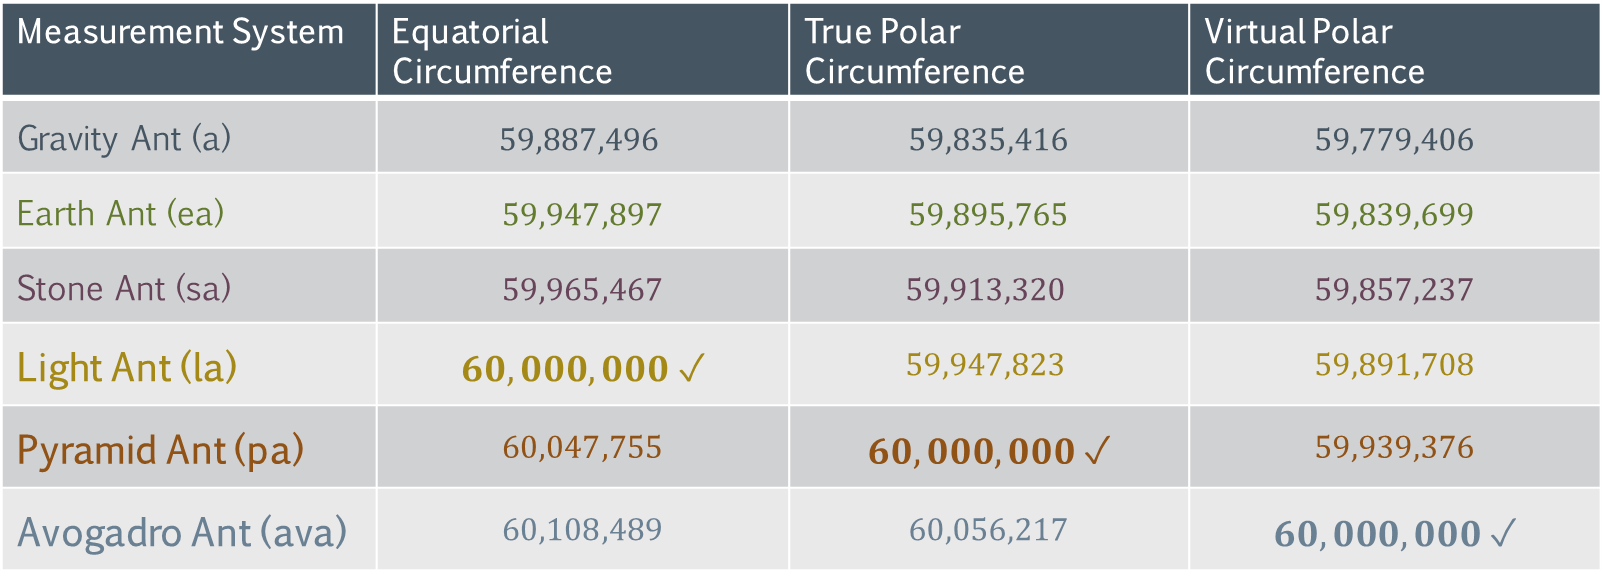 Measurement System Equatorial Circumference True Polar Circumference Virtual Polar Circumference
Gravity Ant (a) 59,887,496 59,835,416 59,779,406
Earth Ant (ea) 59,947,897 59,895,765 59,839,699
Stone Ant (sa) 59,965,467 59,913,320 59,857,237
Light Ant (la) 60,000,000 ✓ 59,947,823 59,891,708
Pyramid Ant (pa) 60,047,755 60,000,000 ✓ 59,939,376
Avogadro Ant (ava) 60,108,489 60,056,217 60,000,000 ✓